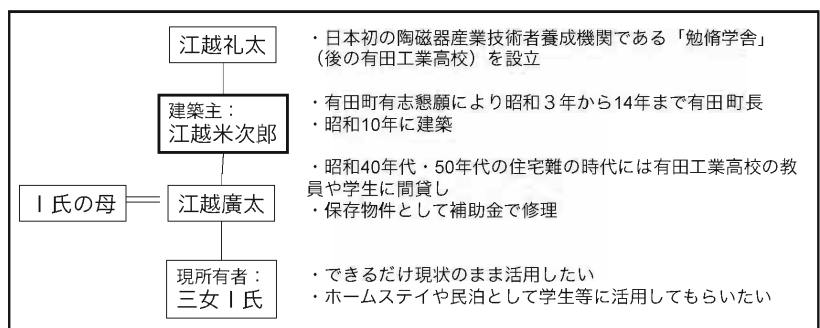 江越礼太
・日本初の陶磁器産業技術者養成機関である「勉脩学舎」
（後の有田工業高校）を設立
建築主：
江越米次郎
・有田町有志懇願により昭和３年から14年まで有田町長
・昭和10年に建築
・昭和40年代・50年代の住宅難の時代には有田工業高校の教
員や学生に間貸し
・保存物件として補助金で修理
Ｉ氏の母
江越廣太
現所有者：
三女Ｉ氏
・できるだけ現状のまま活用したい
・ホームステイや民泊として学生等に活用してもらいたい